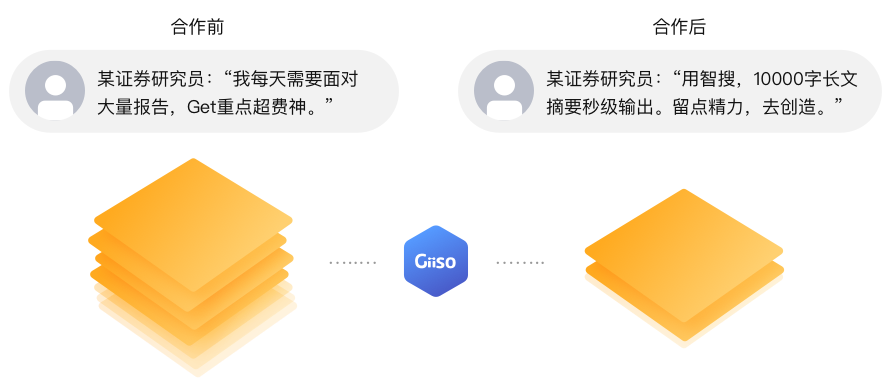 合作前
合作后
某证券研究员：“我每天需要面对
大量报告，Get重点超费神。”
某证券研究员：“用智搜，10000字长文
摘要秒级输出。留点精力，去创造。”
Giiso